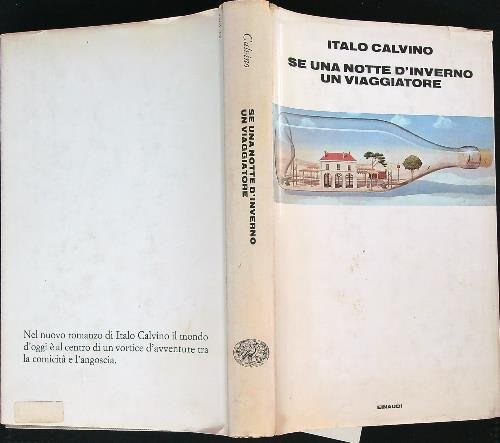 Nel nuovo romanzo di Italo Calvino il mondo
d'oggi è al centro di un vortice d'avventure tra
la comicità e l'angoscia.
Calvino
SE UNA NOTTE D'INVERNO
UN VIAGGIATORE
ITALO CALVINO
SE UNA NOTTE D'INVERNO
UN VIAGGIATORE
EINAUDI